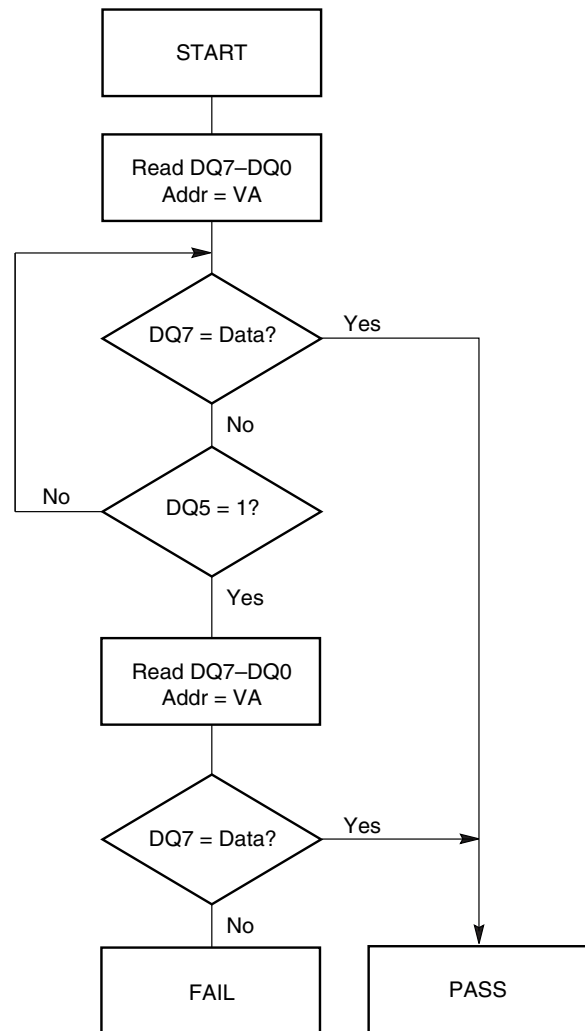 START
Read DQ7–DQ0
Addr = VA
DQ7 = Data?
Yes
No
No
DQ5 = 1?
Yes
Read DQ7–DQ0
Addr = VA
DQ7 = Data?
Yes
No
FAIL
PASS